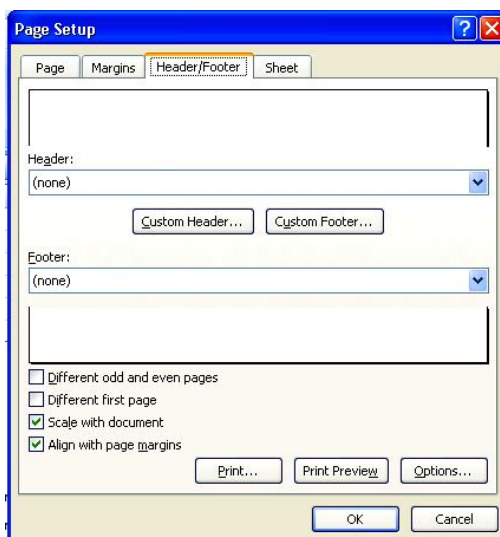 Page Setup
Page Margins Header/Footer Sheet
Header:
(none)
Custom Header... Custom Footer...
Footer:
(none)
Different odd and even pages
Different first page
Scale with document
Align with page margins
Print... Print Preview Options...
OK Cancel